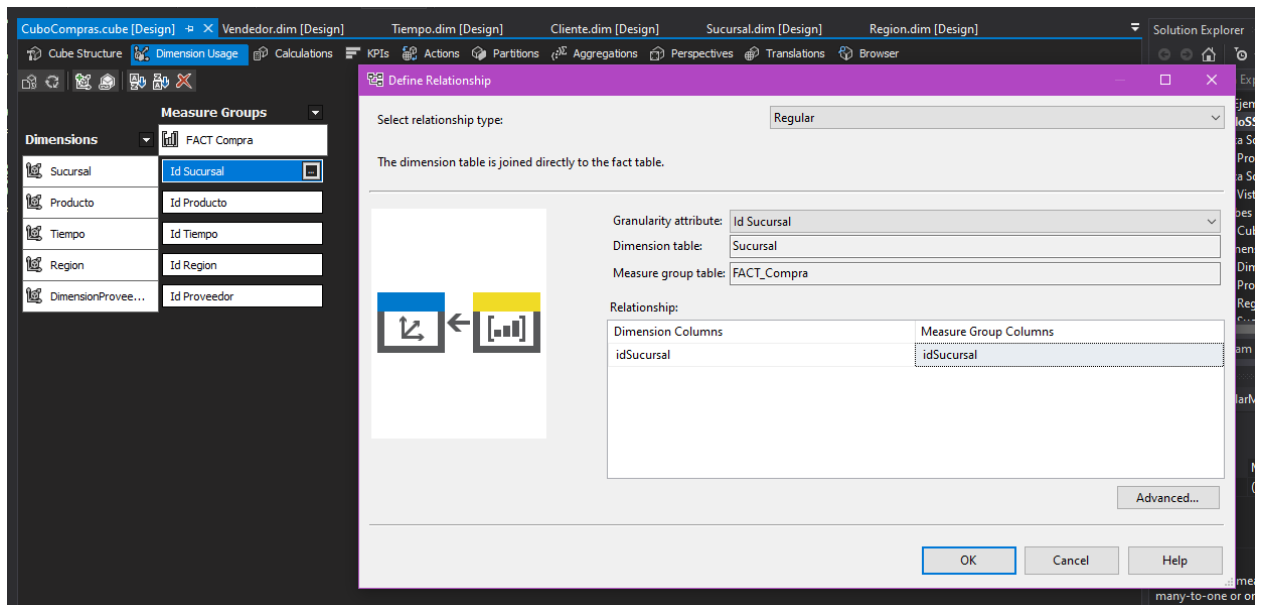 CuboCompras.cube [Design] Vendedor.dim [Design] Tiempo.dim [Design] Cliente.dim [Design] Sucursal.dim [Design] Region.dim [Design] Solution Explorer
Cube Structure Dimension Usage Calculations KPIs Actions Partitions Aggregations Perspectives Translations Browser
Define Relationship
Measure Groups
Dimensions FACT Compra
Sucursal Id Sucursal
Producto Id Producto
Tiempo Id Tiempo
Region Id Region
DimensionProvee... Id Proveedor
Select relationship type: Regular
The dimension table is joined directly to the fact table.
Granularity attribute: Id Sucursal
Dimension table: Sucursal
Measure group table: FACT_Compra
Relationship:
Dimension Columns Measure Group Columns
idSucursal idSucursal
Advanced...
OK Cancel Help
many-to-one or